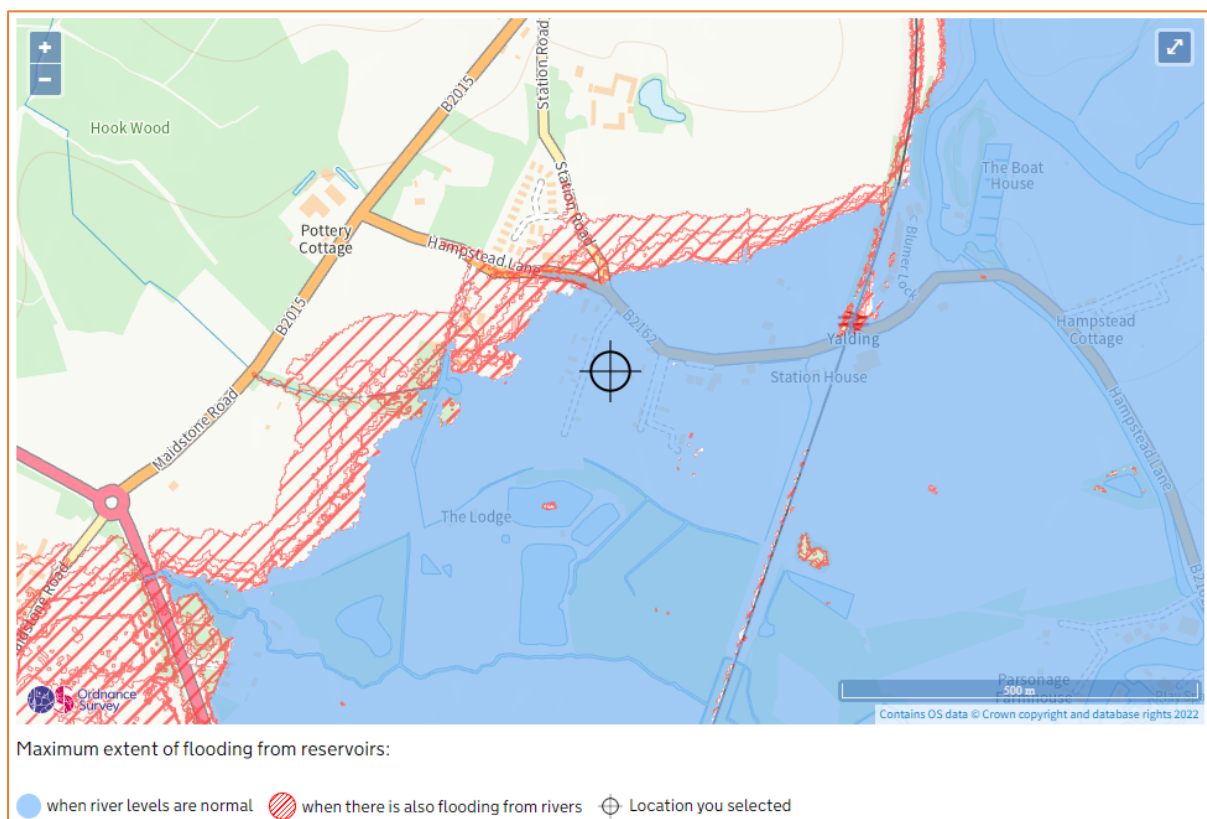 +
−
Station Road
B2015
Hook Wood
The Boat
House
Station Road
Pottery
Cottage
Hampstead Lane
B2015
B2162
Yalding
Station House
Hampstead
Cottage
Hampstead Lane
Maidstone Road
The Lodge
Ordnance
Survey
Parsonage
Farmhouse
500 m
Contains OS data © Crown copyright and database rights 2022
Maximum extent of flooding from reservoirs:
when river levels are normal when there is also flooding from rivers Location you selected